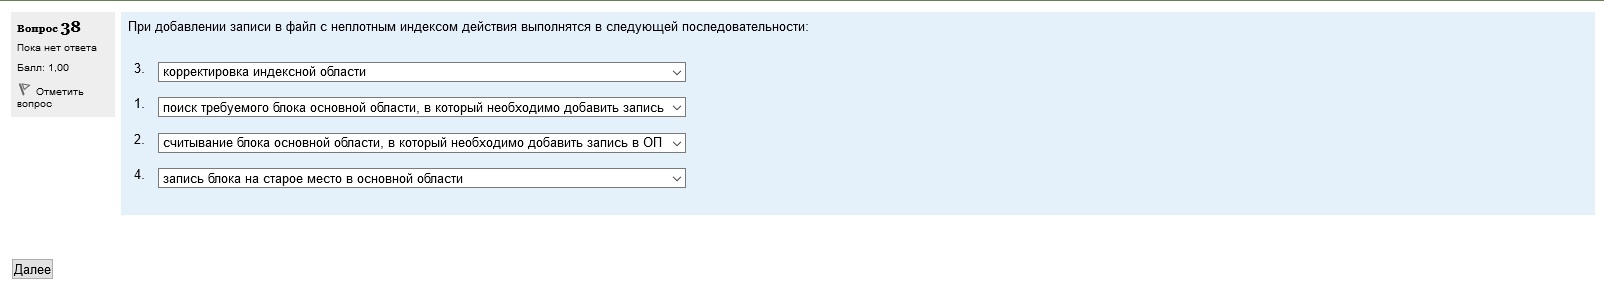 Вопрос 38
Пока нет ответа
Балл: 1,00
Отметить
вопрос
При добавлении записи в файл с неплотным индексом действия выполнятся в следующей последовательности:
3. корректировка индексной области
1. поиск требуемого блока основной области, в который необходимо добавить запись
2. считывание блока основной области, в который необходимо добавить запись в ОП
4. запись блока на старое место в основной области
Далее